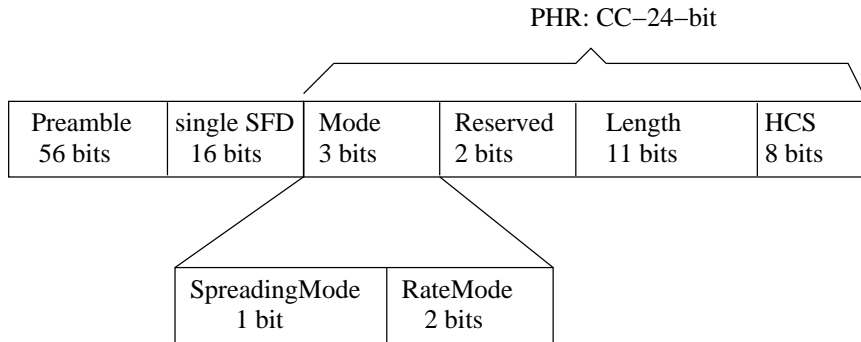 PHR: CC−24−bit
Preamble single SFD Mode Reserved Length HCS
56 bits 16 bits 3 bits 2 bits 11 bits 8 bits
SpreadingMode RateMode
1 bit 2 bits